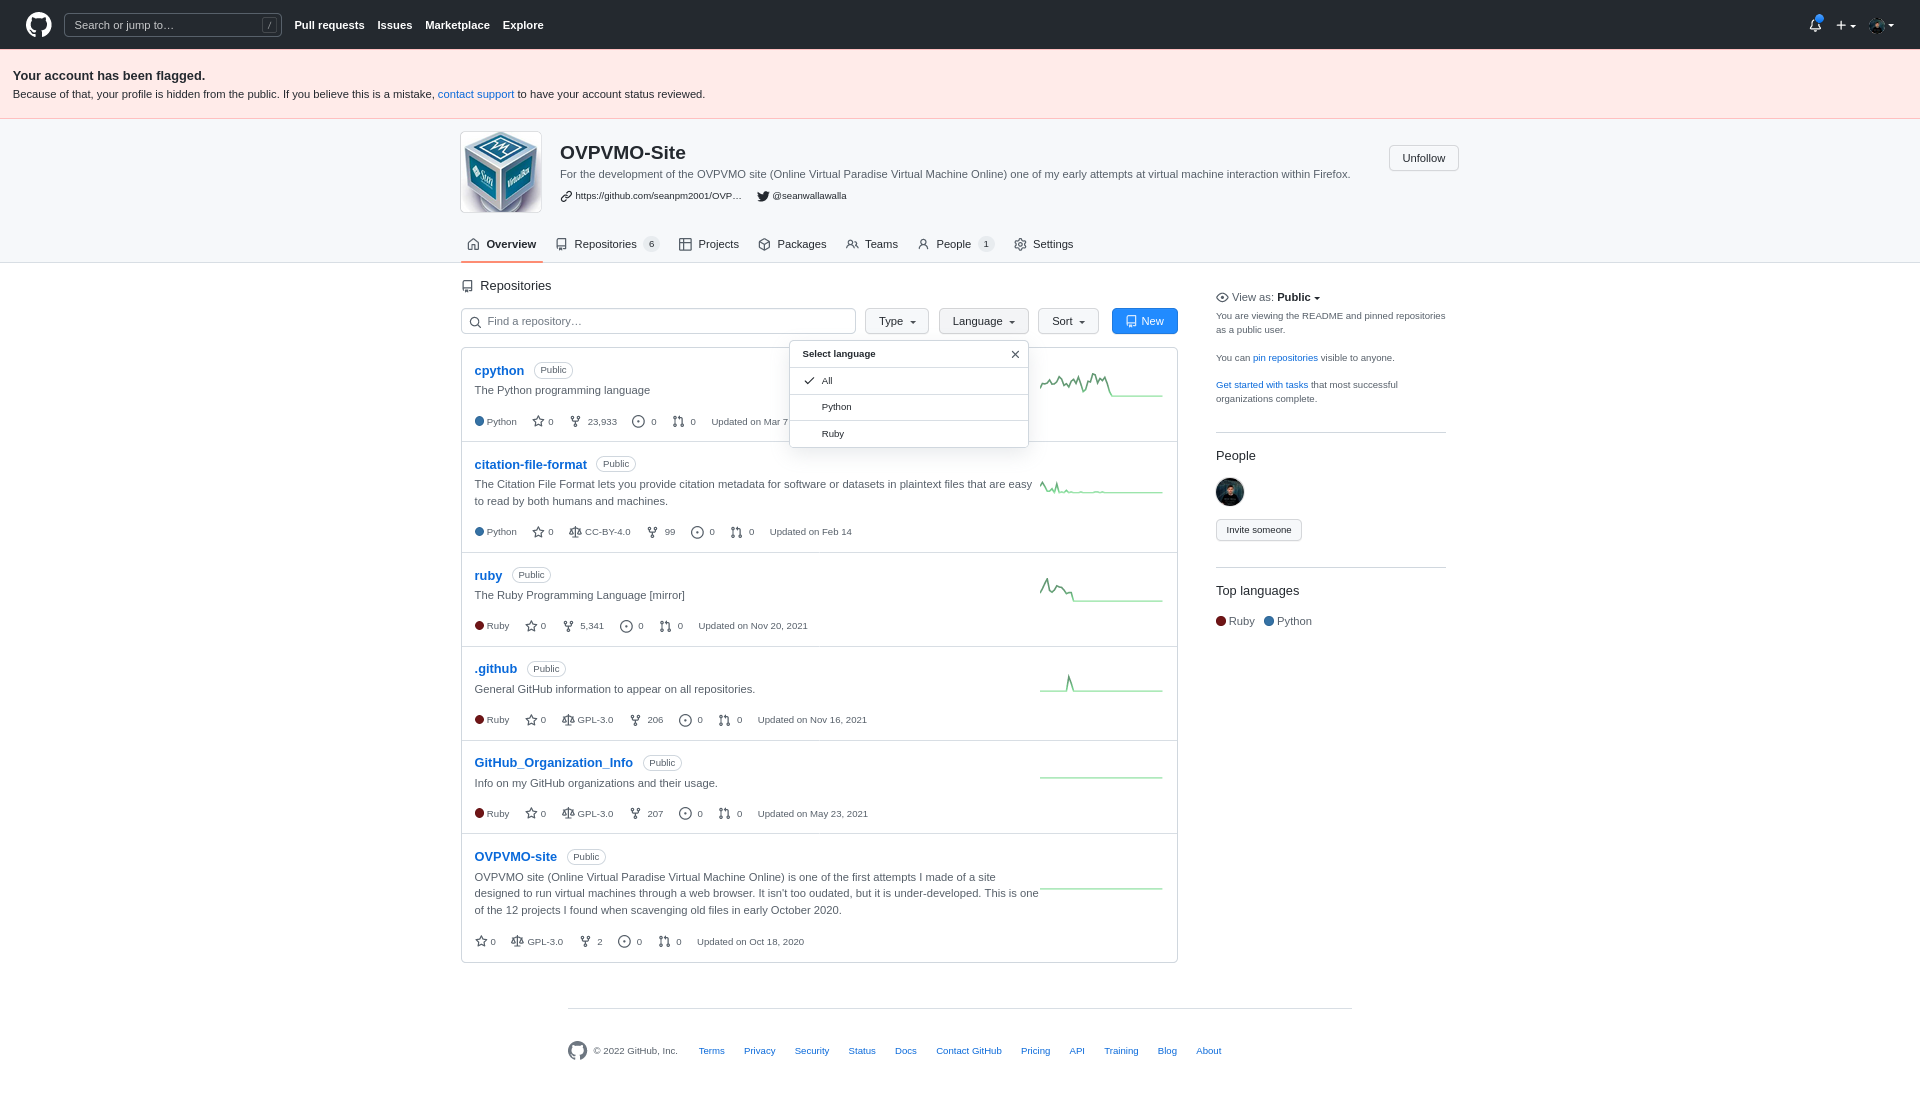 Search or jump to…
/
Pull requests Issues Marketplace Explore
Your account has been flagged.
Because of that, your profile is hidden from the public. If you believe this is a mistake, contact support to have your account status reviewed.
Sun
VirtualBox
OVPVMO-Site
For the development of the OVPVMO site (Online Virtual Paradise Virtual Machine Online) one of my early attempts at virtual machine interaction within Firefox.
https://github.com/seanpm2001/OVP… @seanwallawalla
Unfollow
Overview Repositories 6 Projects Packages Teams People 1 Settings
Repositories
Find a repository…
Type Language Sort New
Select language
All
Python
Ruby
cpython Public
The Python programming language
Python 0 23,933 0 0 Updated on Mar 7
citation-file-format Public
The Citation File Format lets you provide citation metadata for software or datasets in plaintext files that are easy
to read by both humans and machines.
Python 0 CC-BY-4.0 99 0 0 Updated on Feb 14
ruby Public
The Ruby Programming Language [mirror]
Ruby 0 5,341 0 0 Updated on Nov 20, 2021
.github Public
General GitHub information to appear on all repositories.
Ruby 0 GPL-3.0 206 0 0 Updated on Nov 16, 2021
GitHub_Organization_Info Public
Info on my GitHub organizations and their usage.
Ruby 0 GPL-3.0 207 0 0 Updated on May 23, 2021
OVPVMO-site Public
OVPVMO site (Online Virtual Paradise Virtual Machine Online) is one of the first attempts I made of a site
designed to run virtual machines through a web browser. It isn't too oudated, but it is under-developed. This is one
of the 12 projects I found when scavenging old files in early October 2020.
0 GPL-3.0 2 0 0 Updated on Oct 18, 2020
View as: Public
You are viewing the README and pinned repositories
as a public user.
You can pin repositories visible to anyone.
Get started with tasks that most successful
organizations complete.
People
Invite someone
Top languages
Ruby Python
© 2022 GitHub, Inc. Terms Privacy Security Status Docs Contact GitHub Pricing API Training Blog About